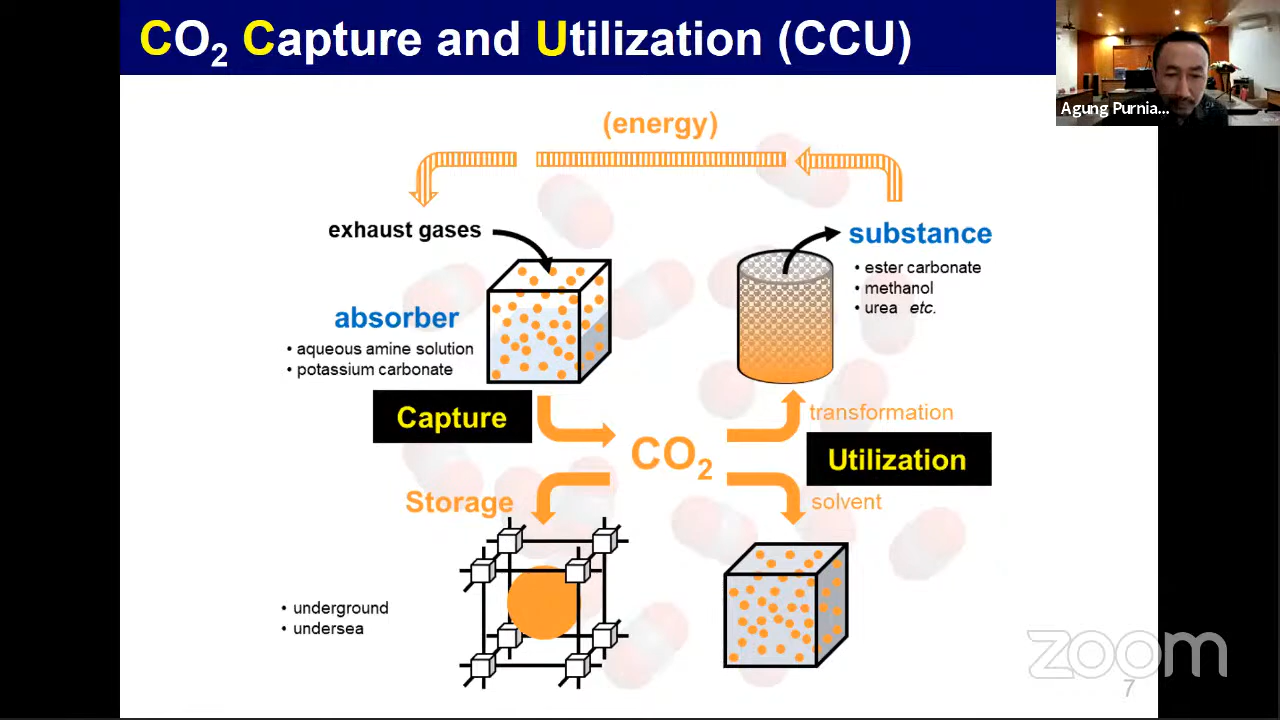 CO2 Capture and Utilization (CCU)
Agung Purnia...
(energy)
exhaust gases
substance
• ester carbonate
• methanol
• urea etc.
absorber
• aqueous amine solution
• potassium carbonate
Capture
transformation
CO2
Utilization
Storage
solvent
• underground
• undersea
zoom
7